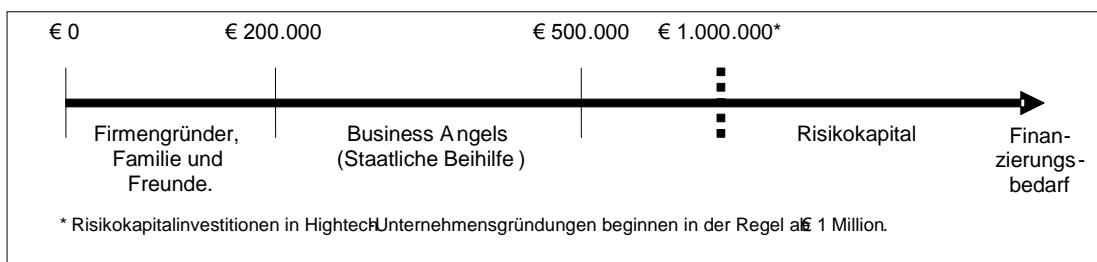 € 0 € 200.000 € 500.000 € 1.000.000*
Firmengründer,
Familie und
Freunde.
Business Angels
(Staatliche Beihilfe)
Risikokapital
Finan-
zierungs-
bedarf
* Risikokapitalinvestitionen in Hightech-Unternehmensgründungen beginnen in der Regel ab € 1 Million.